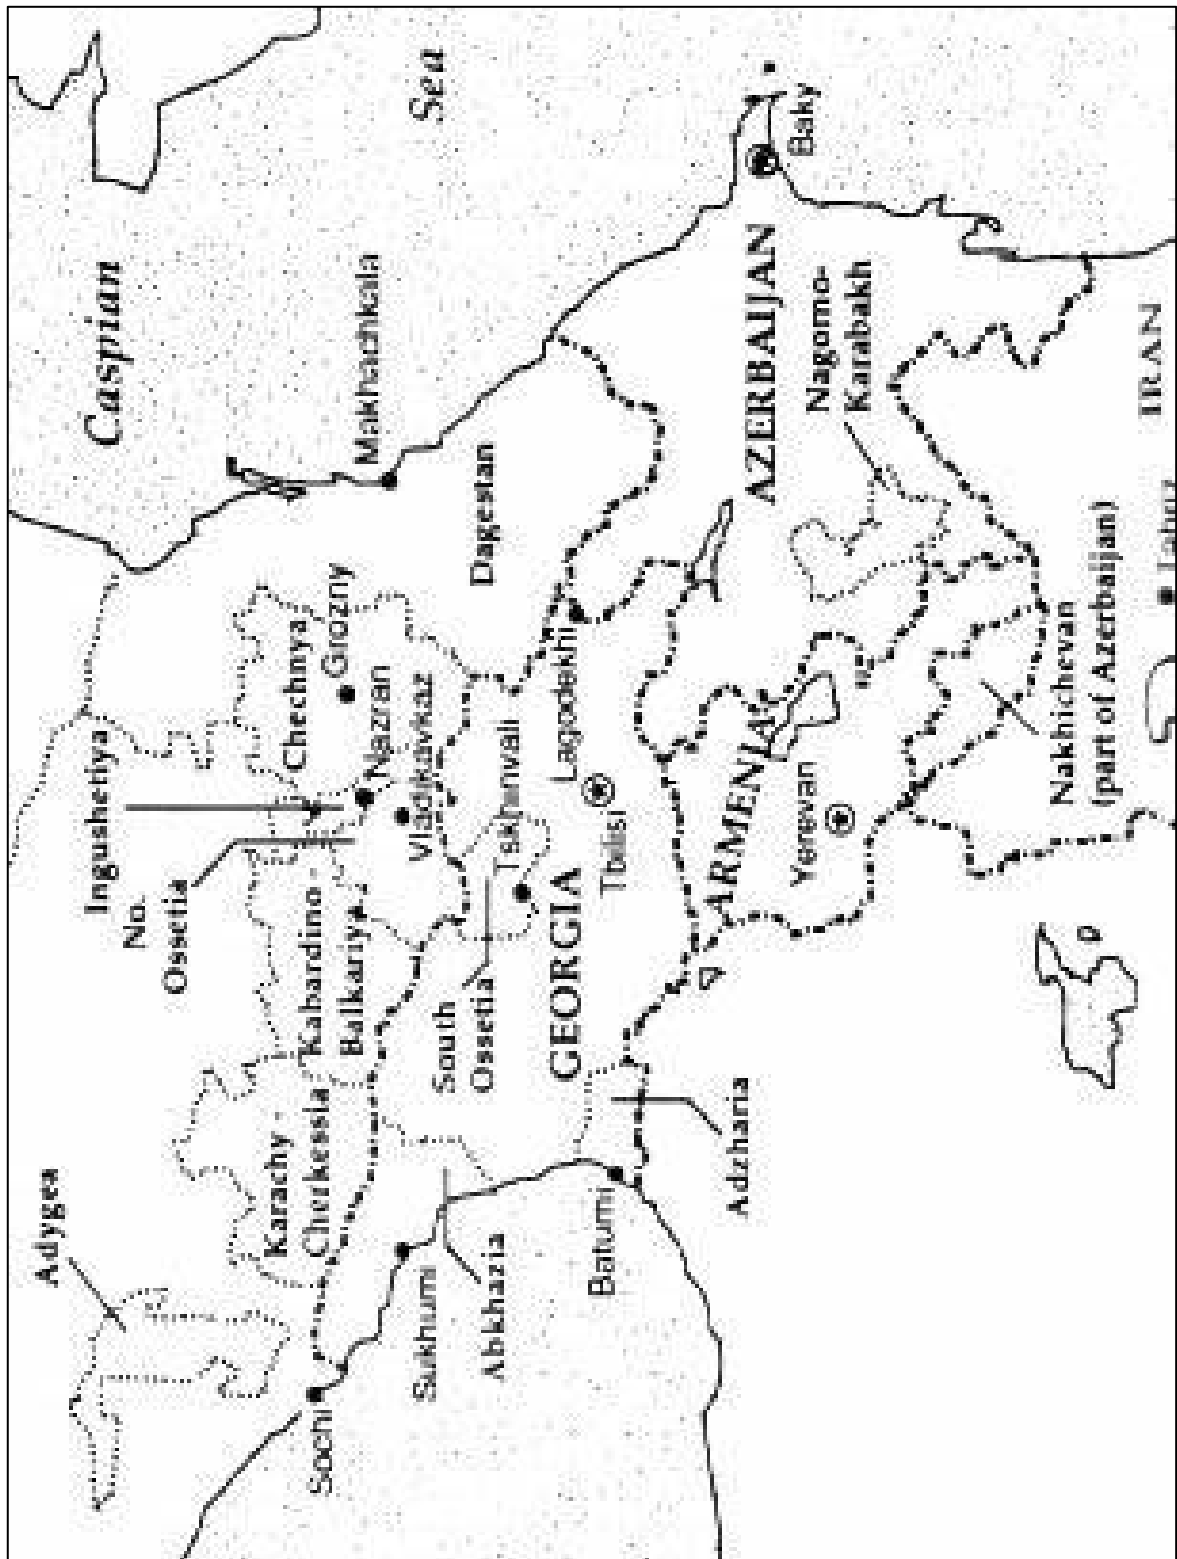 Adygea
Ingushetiya
No.
Ossetia
Caspian
Sea
Karachy -
Cherkessia
Kabardino -
Balkariya
Chechnya
Grozny
Nazran
Sochi
Makhachkala
Vladikavkaz
Sukhumi
South
Ossetia
Dagestan
Abkhazia
Tskhinvali
GEORGIA
Lagodekhi
Batumi
Tbilisi
Adzharia
ARMENIA
AZERBAIJAN
Baky
Yerevan
Nagomo-
Karabakh
Nakhichevan
(part of Azerbaijan)
IRAN